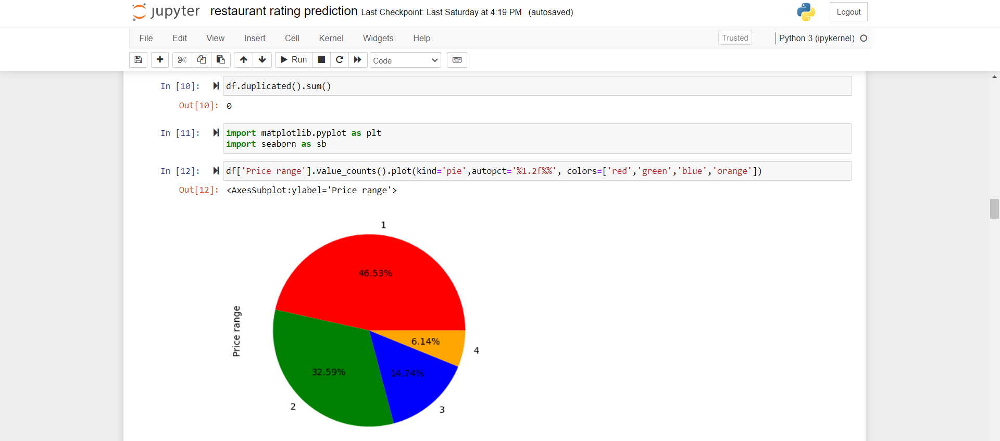 jupyter restaurant rating prediction Last Checkpoint: Last Saturday at 4:19 PM (autosaved) Logout
File Edit View Insert Cell Kernel Widgets Help Trusted Python 3 (ipykernel)
Run Code
In [10]: df.duplicated().sum()
Out[10]: 0
In [11]: import matplotlib.pyplot as plt
import seaborn as sb
In [12]: df['Price range'].value_counts().plot(kind='pie',autopct='%1.2f%%', colors=['red','green','blue','orange'])
Out[12]: <AxesSubplot:ylabel='Price range'>
1
46.53%
Price range
6.14%
4
32.59%
14.74%
2
3